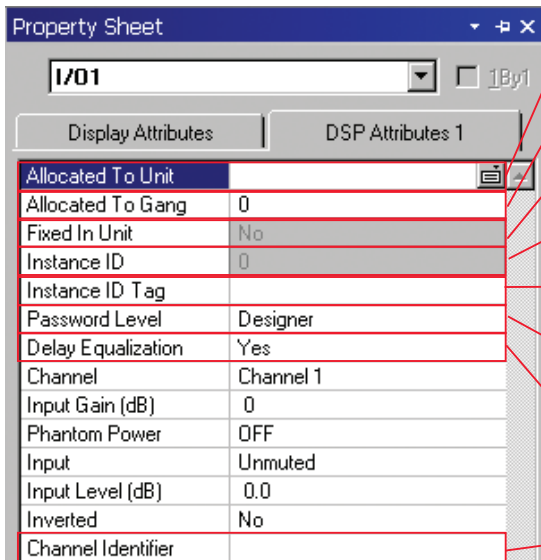 Property Sheet
I/01
1By1
Display Attributes
DSP Attributes 1
Allocated To Unit
Allocated To Gang 0
Fixed In Unit No
Instance ID 0
Instance ID Tag
Password Level Designer
Delay Equalization Yes
Channel Channel 1
Input Gain (dB) 0
Phantom Power OFF
Input Unmuted
Input Level (dB) 0.0
Inverted No
Channel Identifier